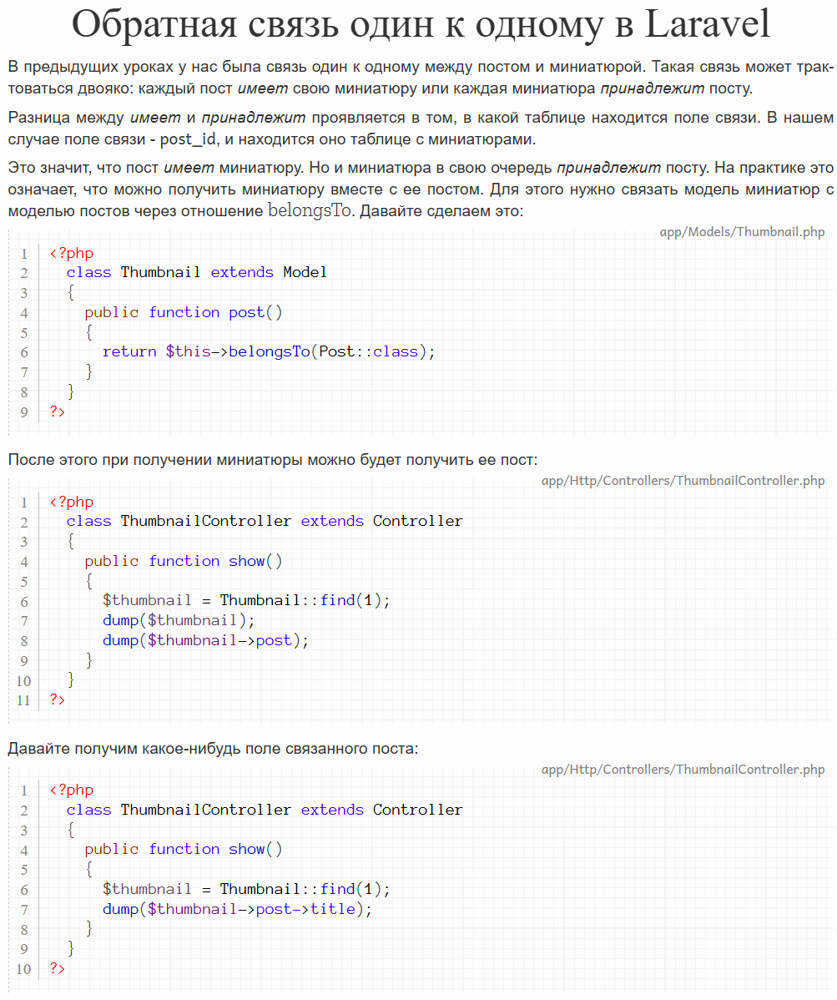 Обратная связь один к одному в Laravel
В предыдущих уроках у нас была связь один к одному между постом и миниатюрой. Такая связь может трак-
товаться двояко: каждый пост имеет свою миниатюру или каждая миниатюра принадлежит посту.
Разница между имеет и принадлежит проявляется в том, в какой таблице находится поле связи. В нашем
случае поле связи - post_id, и находится оно таблице с миниатюрами.
Это значит, что пост имеет миниатюру. Но и миниатюра в свою очередь принадлежит посту. На практике это
означает, что можно получить миниатюру вместе с ее постом. Для этого нужно связать модель миниатюр с
моделью постов через отношение belongsTo. Давайте сделаем это:
app/Models/Thumbnail.php
1 <?php
2 class Thumbnail extends Model
3 {
4 public function post()
5 {
6 return $this->belongsTo(Post::class);
7 }
8 }
9 ?>
После этого при получении миниатюры можно будет получить ее пост:
app/Http/Controllers/ThumbnailController.php
1 <?php
2 class ThumbnailController extends Controller
3 {
4 public function show()
5 {
6 $thumbnail = Thumbnail::find(1);
7 dump($thumbnail);
8 dump($thumbnail->post);
9 }
10 }
11 ?>
Давайте получим какое-нибудь поле связанного поста:
app/Http/Controllers/ThumbnailController.php
1 <?php
2 class ThumbnailController extends Controller
3 {
4 public function show()
5 {
6 $thumbnail = Thumbnail::find(1);
7 dump($thumbnail->post->title);
8 }
9 }
10 ?>